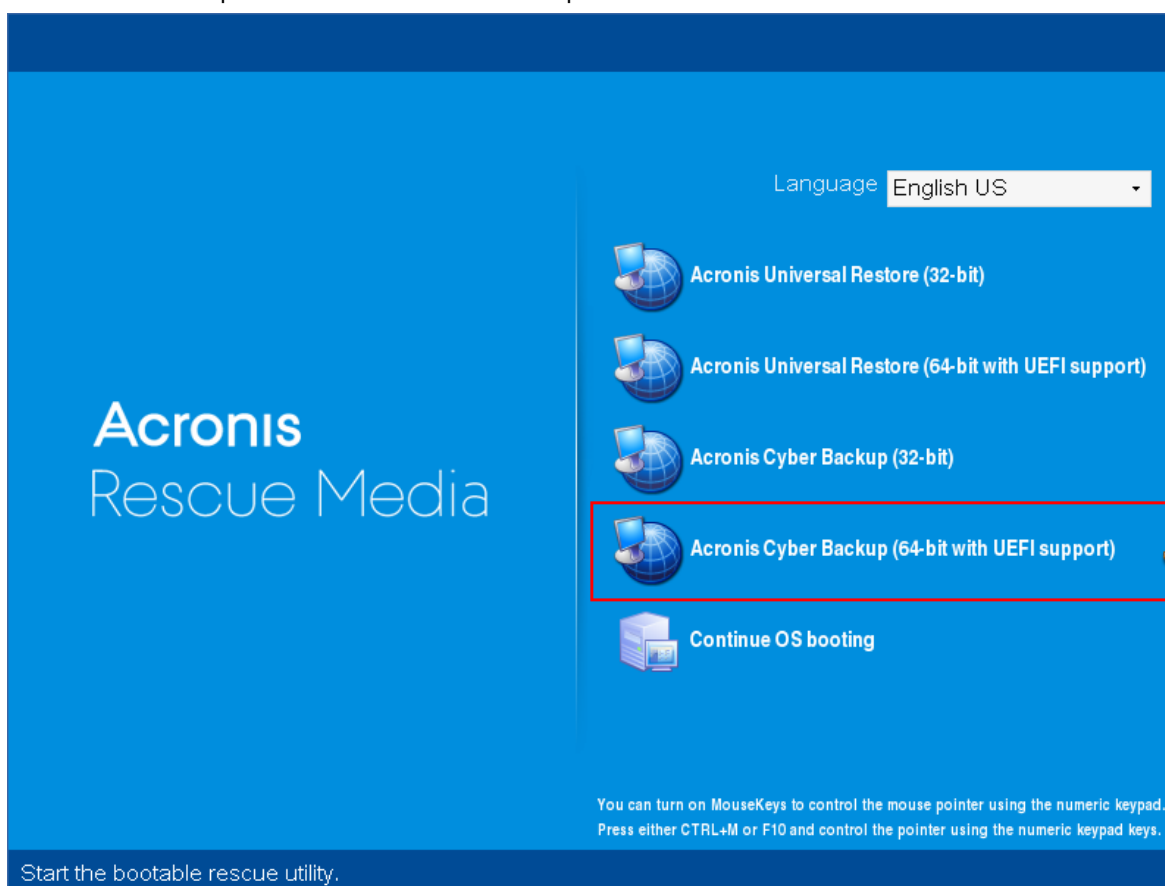 Language English US
Acronis Universal Restore (32-bit)
Acronis Universal Restore (64-bit with UEFI support)
Acronis
Rescue Media
Acronis Cyber Backup (32-bit)
Acronis Cyber Backup (64-bit with UEFI support)
Continue OS booting
You can turn on MouseKeys to control the mouse pointer using the numeric keypad.
Press either CTRL+M or F10 and control the pointer using the numeric keypad keys.
Start the bootable rescue utility.